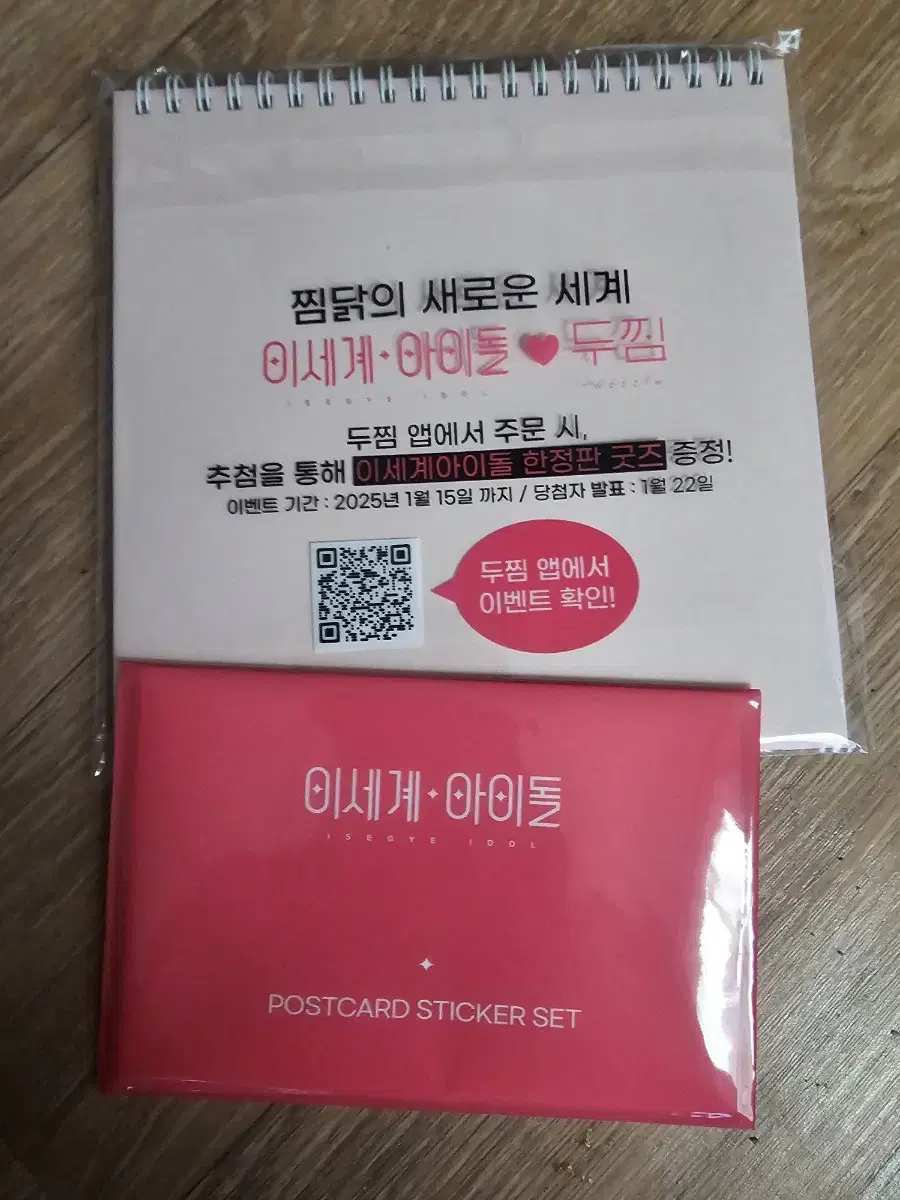 찜닭의 새로운 세계
이세계·아이돌 ♥ 두찜
ISEGYE IDOL
두찜 앱에서 주문 시,
추첨을 통해 이세계아이돌 한정판 굿즈 증정!
이벤트 기간 : 2025년 1월 15일 까지 / 당첨자 발표 : 1월 22일
두찜 앱에서
이벤트 확인!
이세계·아이돌
ISEGYE IDOL
POSTCARD STICKER SET